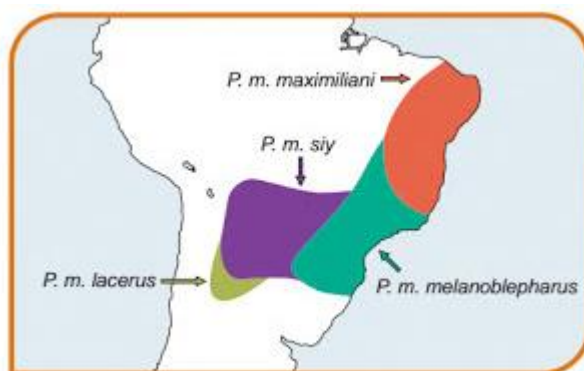 P. m. maximiliani
P. m. siy
P. m. lacerus
P. m. melanoblepharus